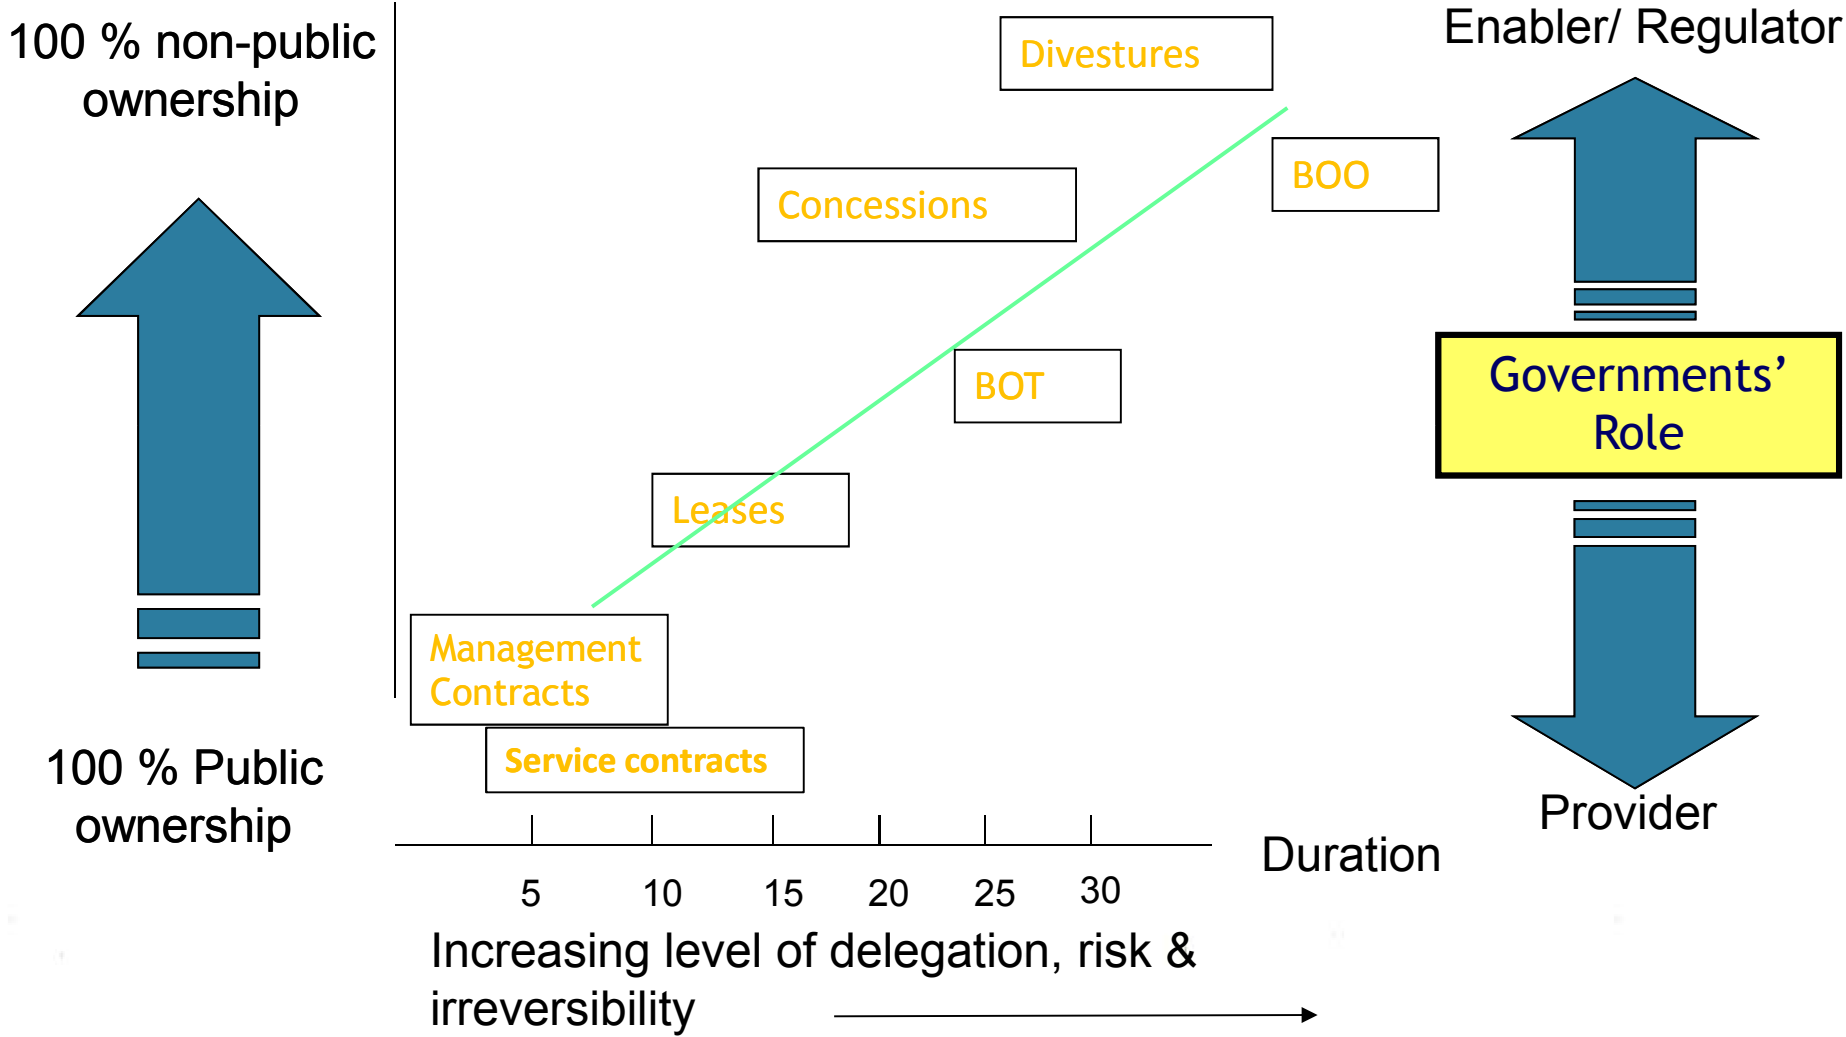 100 % non-public
ownership
Divestures
Enabler/ Regulator
BOO
Concessions
BOT
Governments’
Role
Leases
Management
Contracts
Service contracts
100 % Public
ownership
Provider
Duration
5 10 15 20 25 30
Increasing level of delegation, risk &
irreversibility